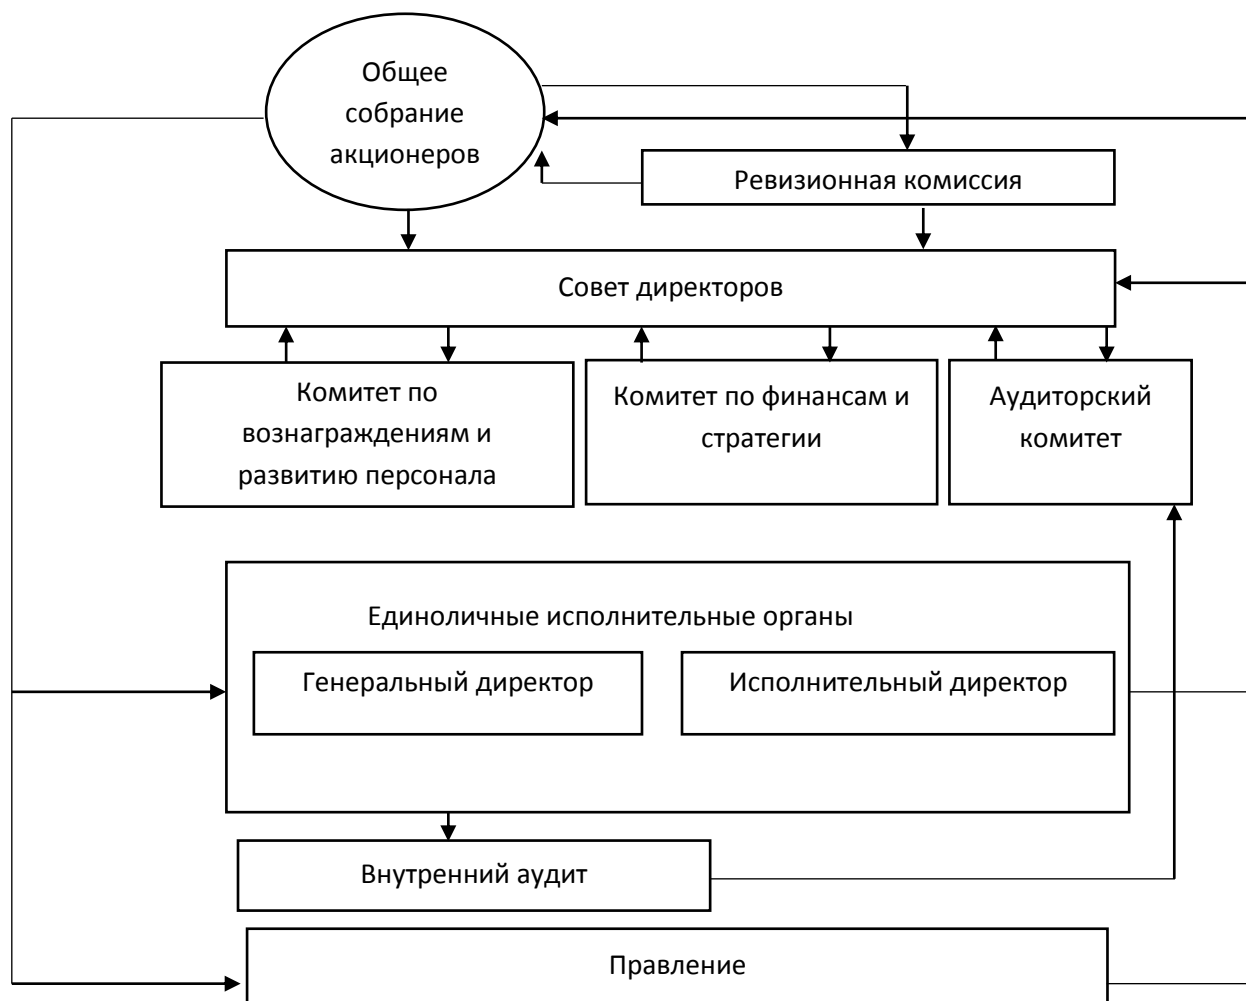 Общее
собрание
акционеров
Ревизионная комиссия
Совет директоров
Комитет по
вознаграждениям и
развитию персонала
Комитет по финансам и
стратегии
Аудиторский
комитет
Единоличные исполнительные органы
Генеральный директор
Исполнительный директор
Внутренний аудит
Правление